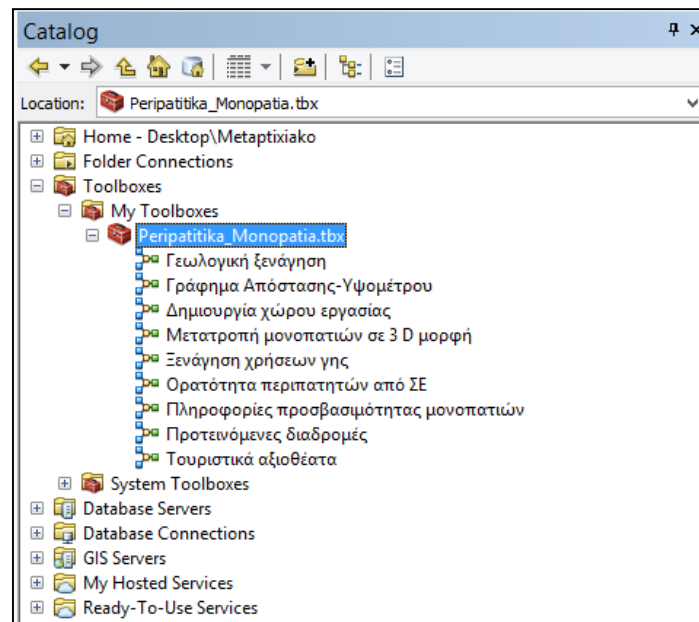 Catalog
Location: Peripatitika_Monopatia.tbx
Home - Desktop\Metaptixiako
Folder Connections
Toolboxes
My Toolboxes
Peripatitika_Monopatia.tbx
Γεωλογική ξενάγηση
Γράφημα Απόστασης-Υψομέτρου
Δημιουργία χώρου εργασίας
Μετατροπή μονοπατιών σε 3 D μορφή
Ξενάγηση χρήσεων γης
Ορατότητα περιπατητών από ΣΕ
Πληροφορίες προσβασιμότητας μονοπατιών
Προτεινόμενες διαδρομές
Τουριστικά αξιοθέατα
System Toolboxes
Database Servers
Database Connections
GIS Servers
My Hosted Services
Ready-To-Use Services